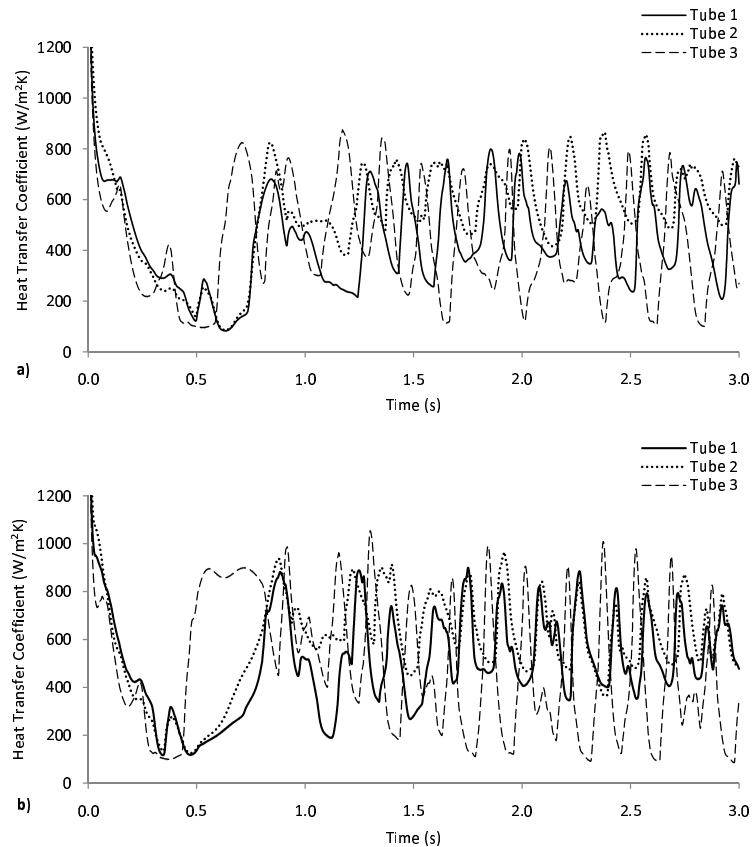 Tube 1
Tube 2
Tube 3
Heat Transfer Coefficient (W/m²K)
1200
1000
800
600
400
200
0
a)
0.0 0.5 1.0 1.5 2.0 2.5 3.0
Time (s)
Tube 1
Tube 2
Tube 3
Heat Transfer Coefficient (W/m²K)
1200
1000
800
600
400
200
0
b)
0.0 0.5 1.0 1.5 2.0 2.5 3.0
Time (s)